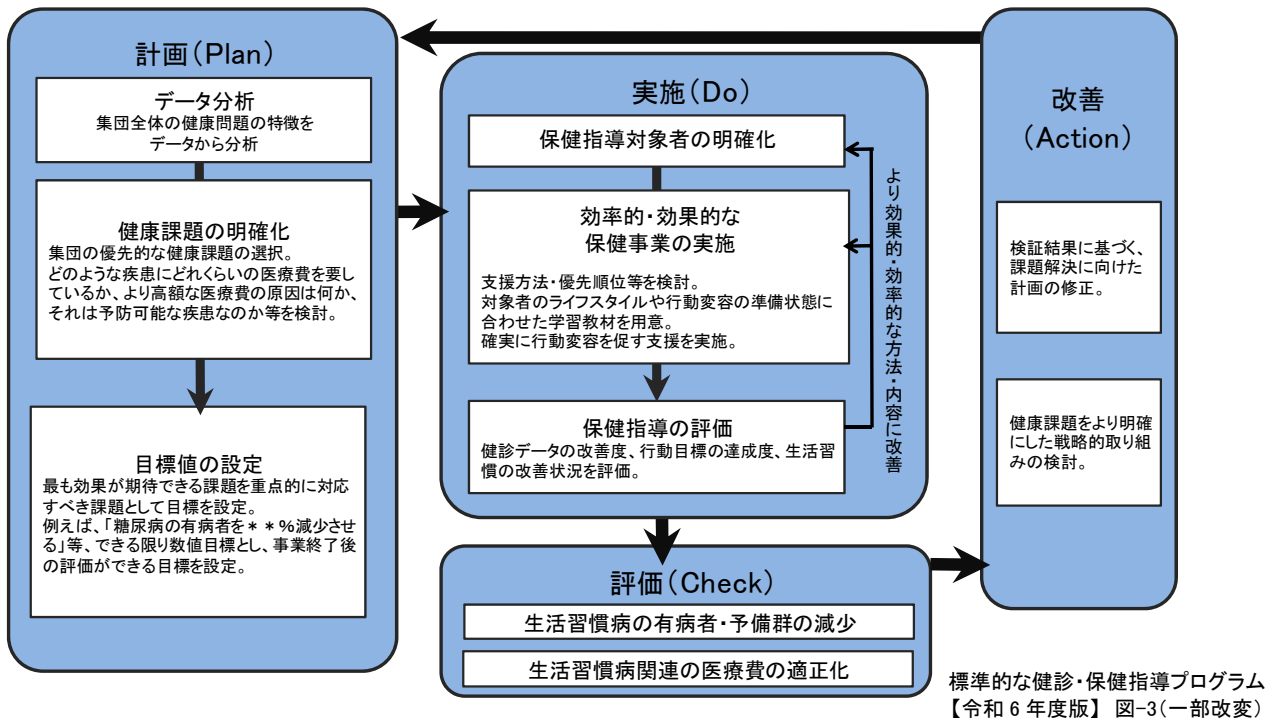 計画(Plan)
データ分析
集団全体の健康問題の特徴を
データから分析
健康課題の明確化
集団の優先的な健康課題の選択。
どのような疾患にどれくらいの医療費を要し
ているか、より高額な医療費の原因は何か、
それは予防可能な疾患なのか等を検討。
目標値の設定
最も効果が期待できる課題を重点的に対応
すべき課題として目標を設定。
例えば、「糖尿病の有病者を**%減少させ
る」等、できる限り数値目標とし、事業終了後
の評価ができる目標を設定。
実施(Do)
保健指導対象者の明確化
効率的・効果的な
保健事業の実施
支援方法・優先順位等を検討。
対象者のライフスタイルや行動変容の準備状態に
合わせた学習教材を用意。
確実に行動変容を促す支援を実施。
保健指導の評価
健診データの改善度、行動目標の達成度、生活習
慣の改善状況を評価。
より効果的・効率的な方法・内容に改善
評価(Check)
生活習慣病の有病者・予備群の減少
生活習慣病関連の医療費の適正化
改善
(Action)
検証結果に基づく、
課題解決に向けた
計画の修正。
健康課題をより明確
にした戦略的取り組
みの検討。
標準的な健診・保健指導プログラム
【令和6年度版】 図-3(一部改変)